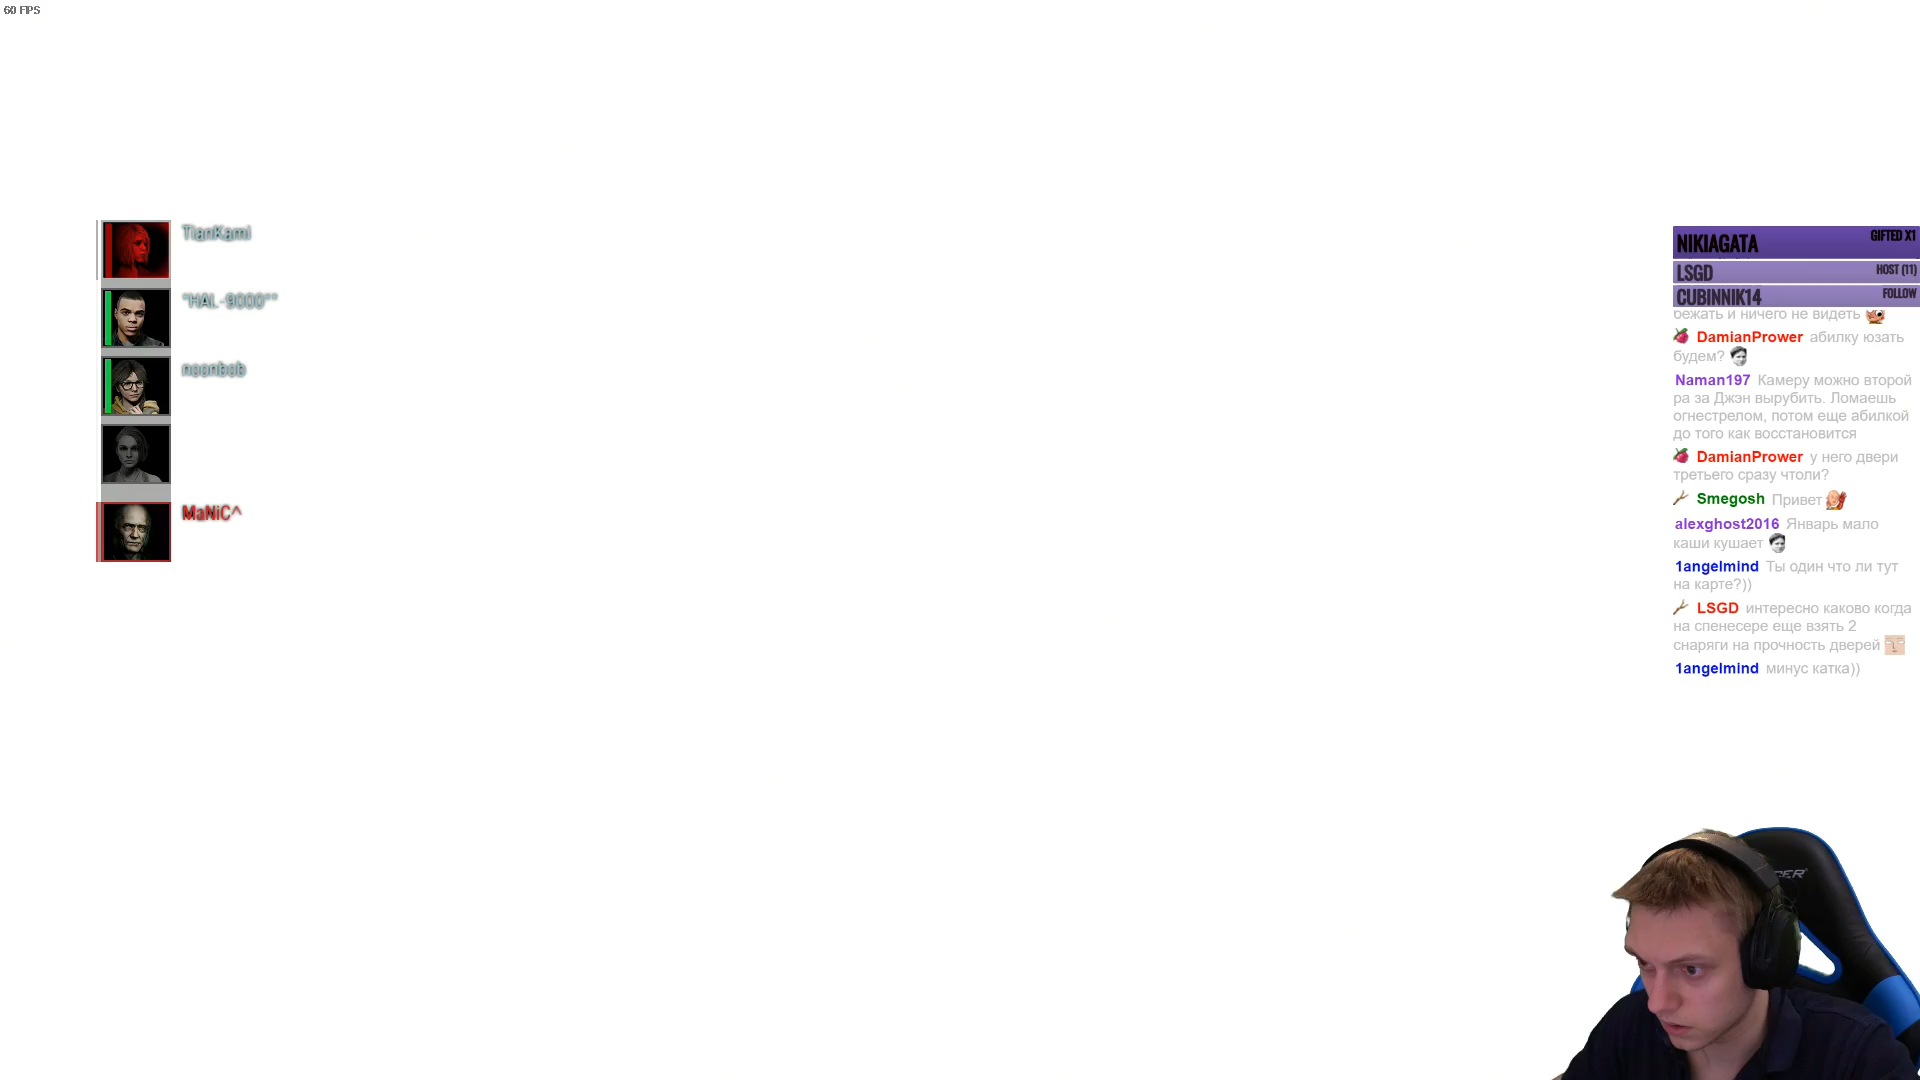 60 FPS
TianKami
"HAL-9000""
noonbob
MaNiC^
NIKIAGATA GIFTED X1
LSGD HOST (11)
CUBINNIK14 FOLLOW
бежать и ничего не видеть
DamianPrower абилку юзать
будем?
Naman197 Камеру можно второй
ра за Джэн вырубить. Ломаешь
огнестрелом, потом еще абилкой
до того как восстановится
DamianPrower у него двери
третьего сразу чтоли?
Smegosh Привет
alexghost2016 Январь мало
каши кушает
1angelmind Ты один что ли тут
на карте?))
LSGD интересно каково когда
на спенесере еще взять 2
снаряги на прочность дверей
1angelmind минус катка))